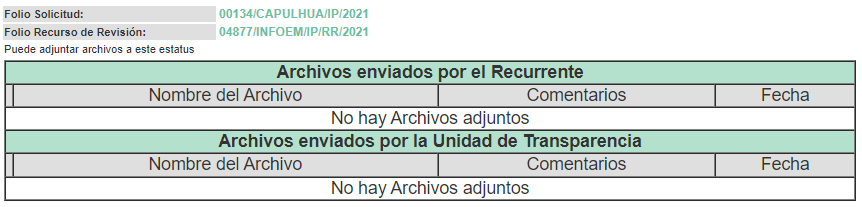 Folio Solicitud: 00134/CAPULHUA/IP/2021
Folio Recurso de Revisión: 04877/INFOEM/IP/RR/2021
Puede adjuntar archivos a este estatus
Archivos enviados por el Recurrente
Nombre del Archivo Comentarios Fecha
No hay Archivos adjuntos
Archivos enviados por la Unidad de Transparencia
Nombre del Archivo Comentarios Fecha
No hay Archivos adjuntos